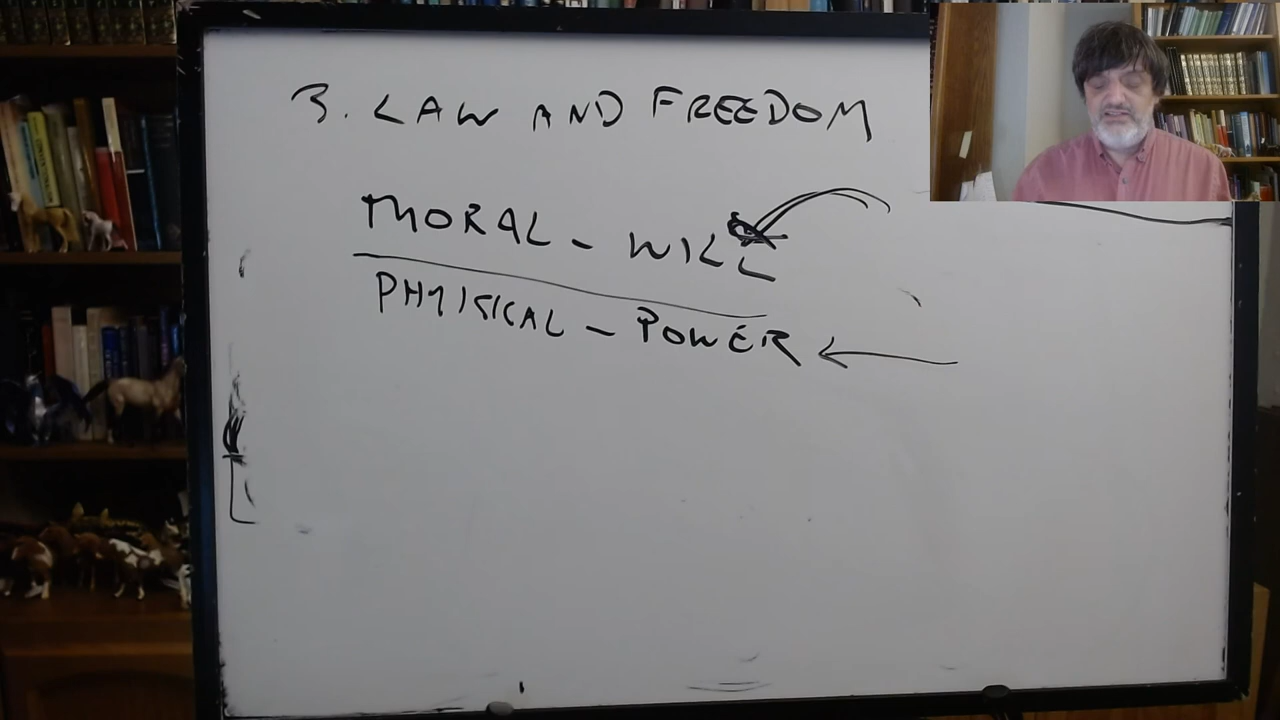 3. LAW AND FREEDOM
MORAL - WILL
PHYSICAL - POWER